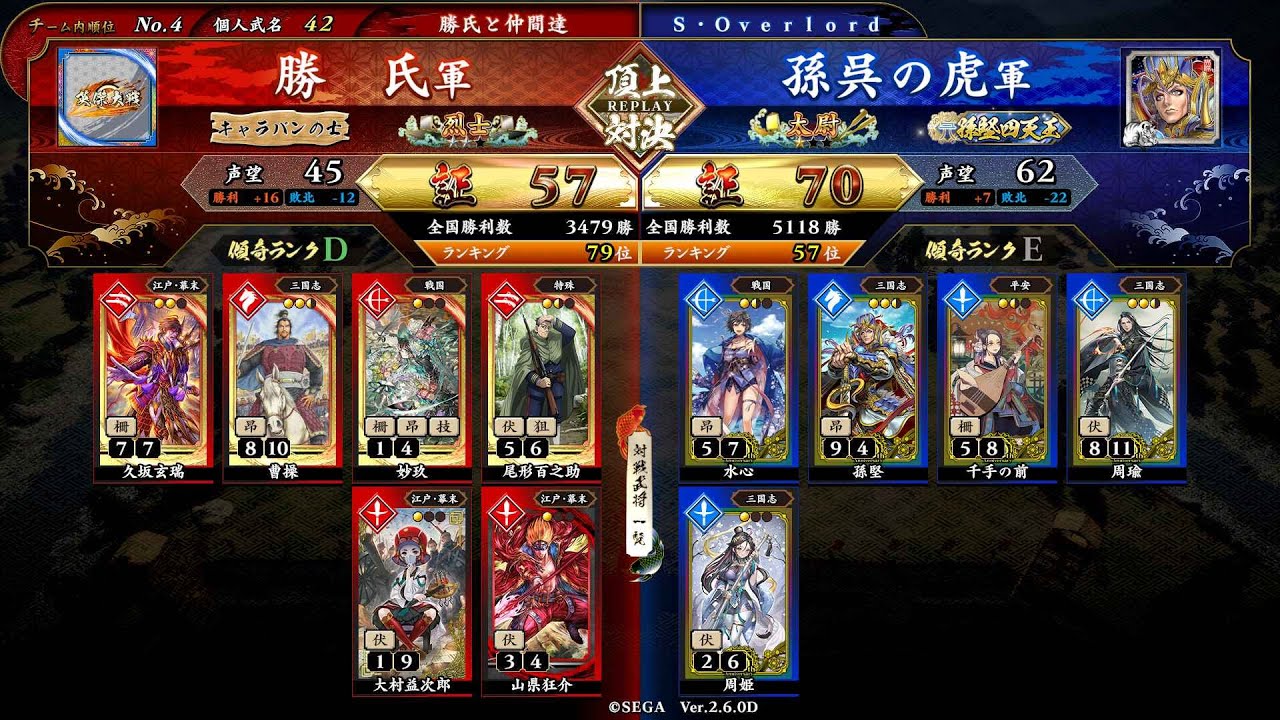 チーム内順位 No.4 個人武名 42 勝氏と仲間達 S・Overlord
勝 氏軍
頂上
REPLAY
対決
孫呉の虎軍
英傑大戦
キャラバンの士
烈士
太尉
孫堅四天王
声望 45
勝利 +16 敗北 -12
証 57
証 70
声望 62
勝利 +7 敗北 -22
全国勝利数 3479勝
全国勝利数 5118勝
傾奇ランクD
ランキング 79位
ランキング 57位
傾奇ランクE
江戸・幕末
柵
7 7
久坂玄瑞
三国志
昂
8 10
曹操
戦国
柵 昂 技
1 4
妙玖
特殊
伏 狙
5 6
尾形百之助
対戦武将一覧
戦国
昂
5 7
水心
三国志
昂
9 4
孫堅
平安
柵
5 8
千手の前
三国志
伏
8 11
周瑜
江戸・幕末
伏
1 9
大村益次郎
江戸・幕末
伏
3 4
山県狂介
三国志
伏
2 6
周姫
©SEGA Ver.2.6.0D